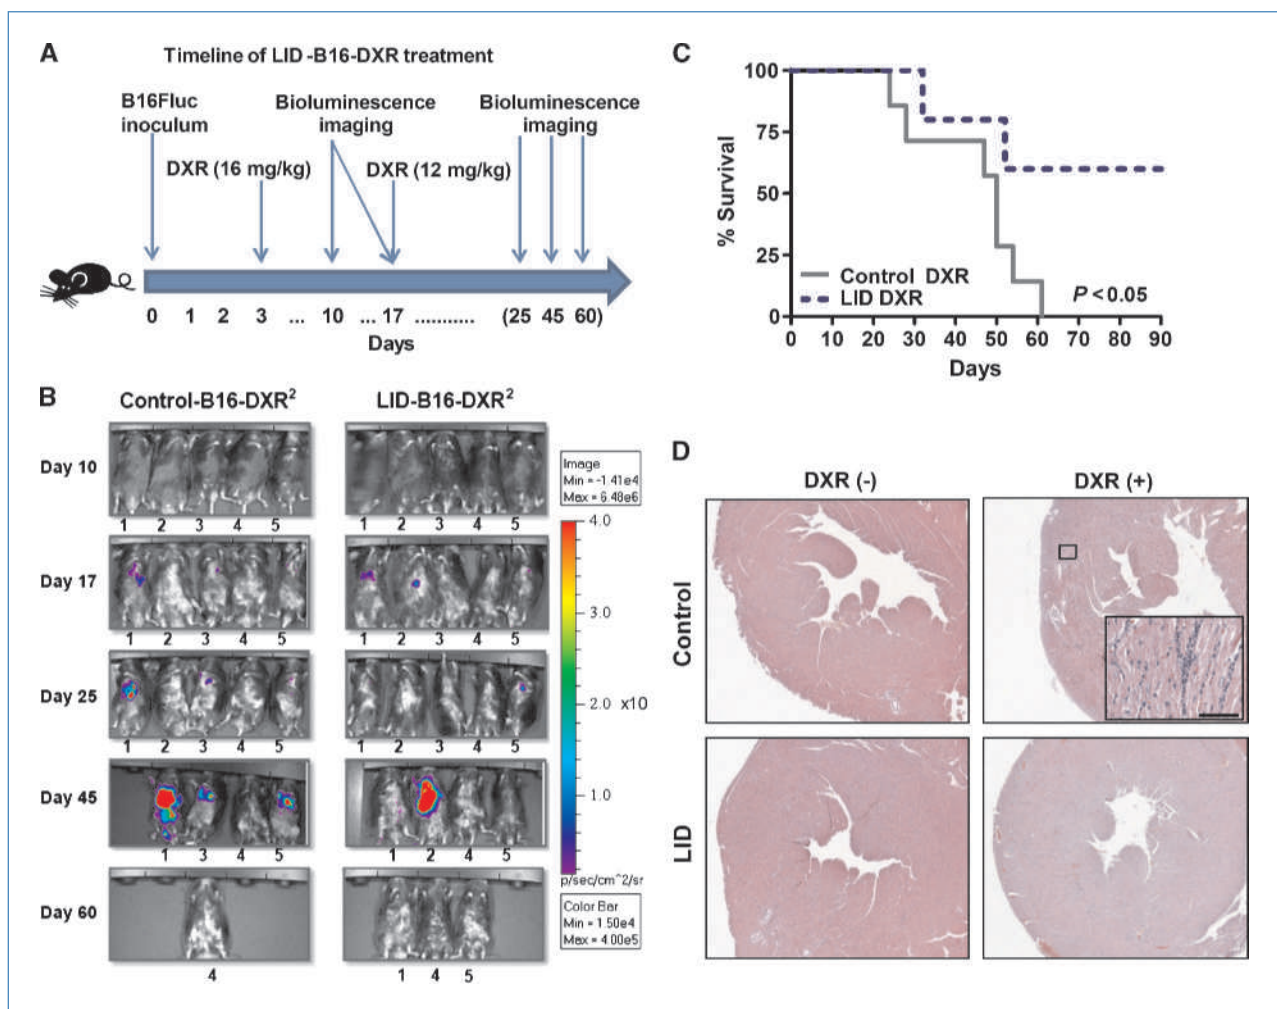 A
Timeline of LID -B16-DXR treatment
B16Fluc
inoculum
Bioluminescence
imaging
Bioluminescence
imaging
DXR (16 mg/kg)
DXR (12 mg/kg)
0 1 2 3 ... 10 ... 17 ........... (25 45 60)
Days
B
Control-B16-DXR²
LID-B16-DXR²
Day 10
1 2 3 4 5
1 2 3 4 5
Day 17
1 2 3 4 5
1 2 3 4 5
Day 25
1 2 3 4 5
1 2 3 4 5
Day 45
1 3 4 5
1 2 4 5
Day 60
4
1 4 5
Image
Min = -1.41e4
Max = 6.48e6
4.0
3.0
2.0 x10
1.0
p/sec/cm^2/sr
Color Bar
Min = 1.50e4
Max = 4.00e5
C
% Survival
100
75
50
25
0
Control DXR
LID DXR
P < 0.05
0 10 20 30 40 50 60 70 80 90
Days
D
DXR (-)
DXR (+)
Control
LID